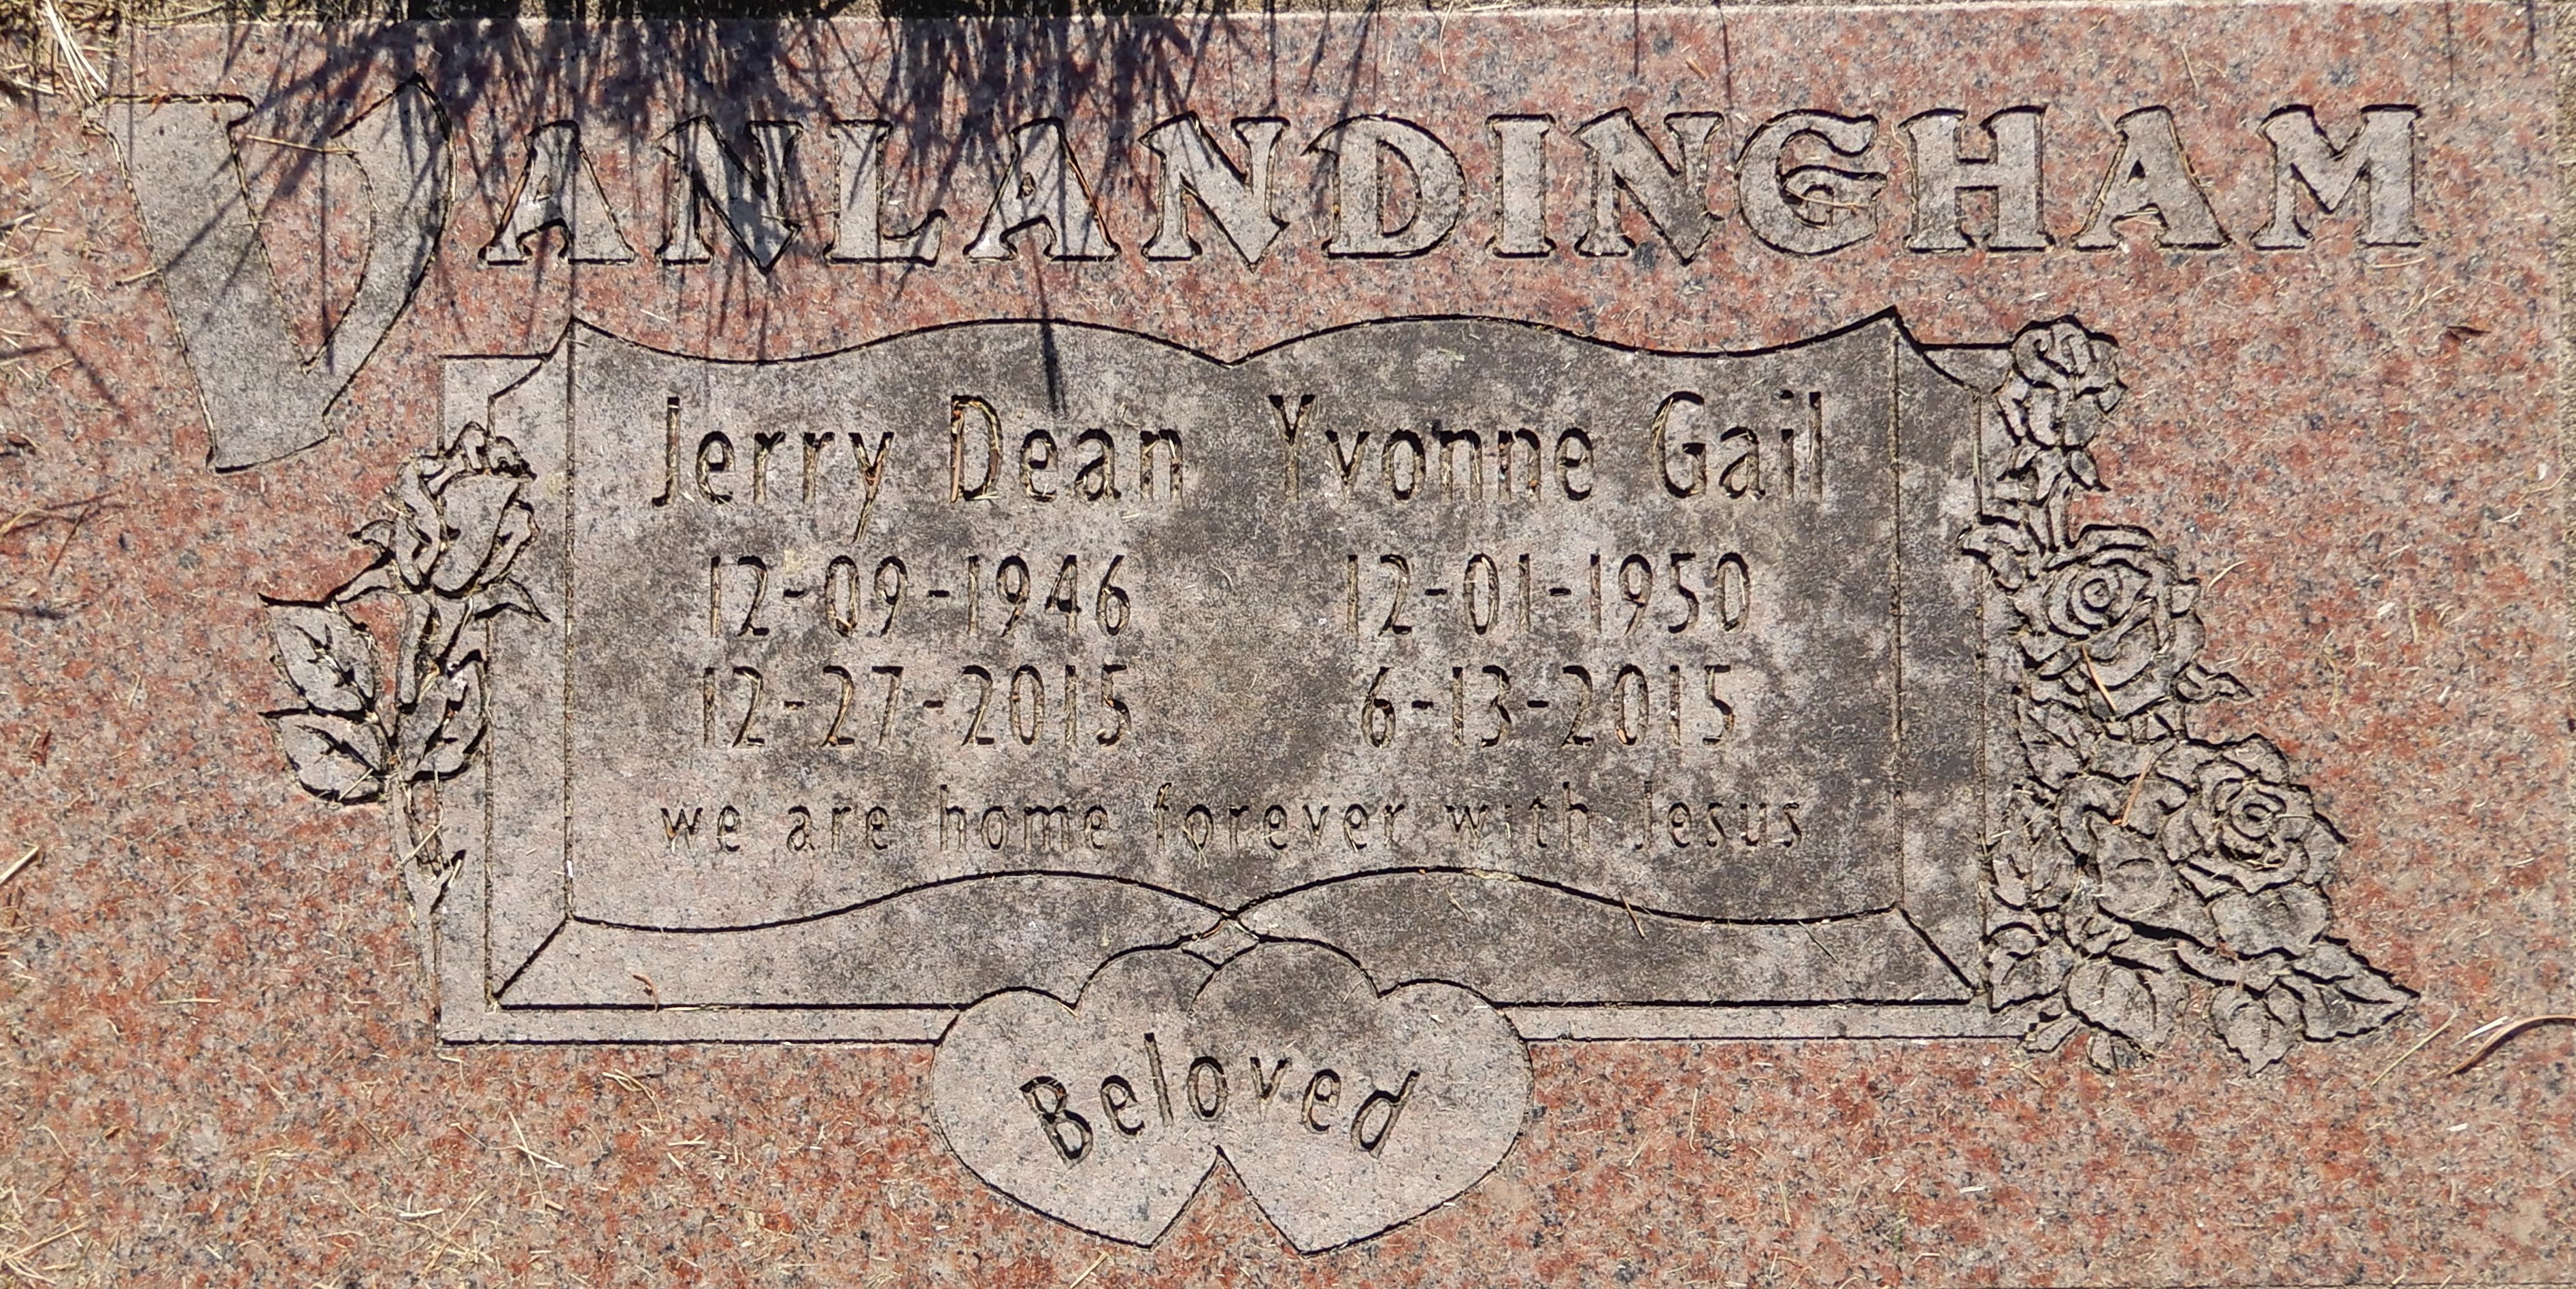 VANLANDINGHAM
Jerry Dean Yvonne Gail
12-09-1946 12-01-1950
12-27-2015 6-13-2015
we are home forever with Jesus
Beloved